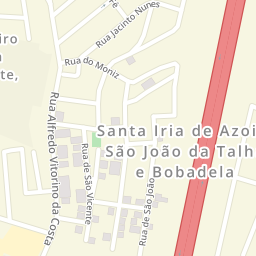 Rua Jacinto Nunes
Rua do Moniz
Rua Alfredo Vitorino da Costa
Santa Iria de Azoi
São João da Talh
e Bobadela
Rua de São Vicente
Rua de São João